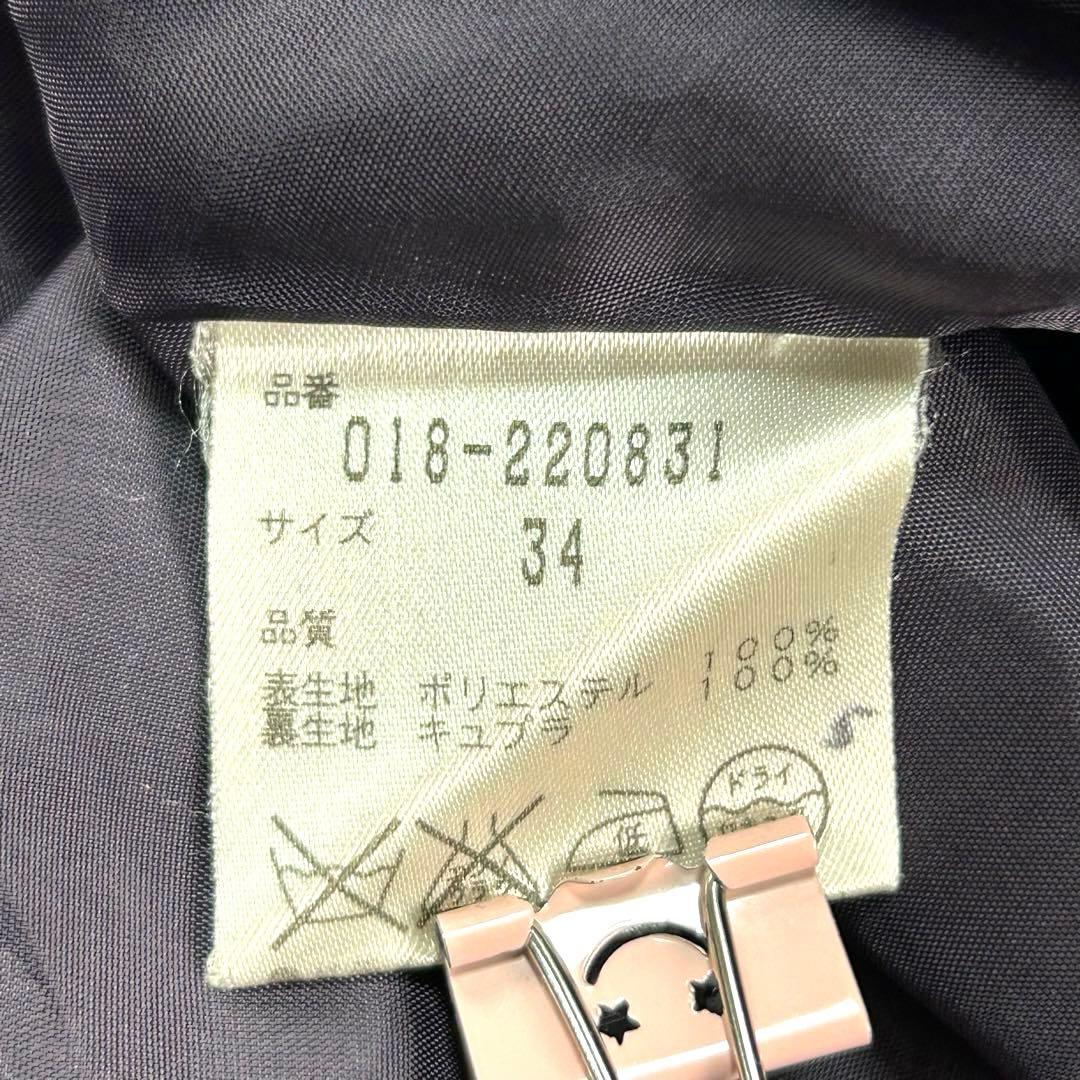 品番
018-220831
サイズ 34
品質
表生地 ポリエステル 100%
裏生地 キュプラ 100%
低
ドライ